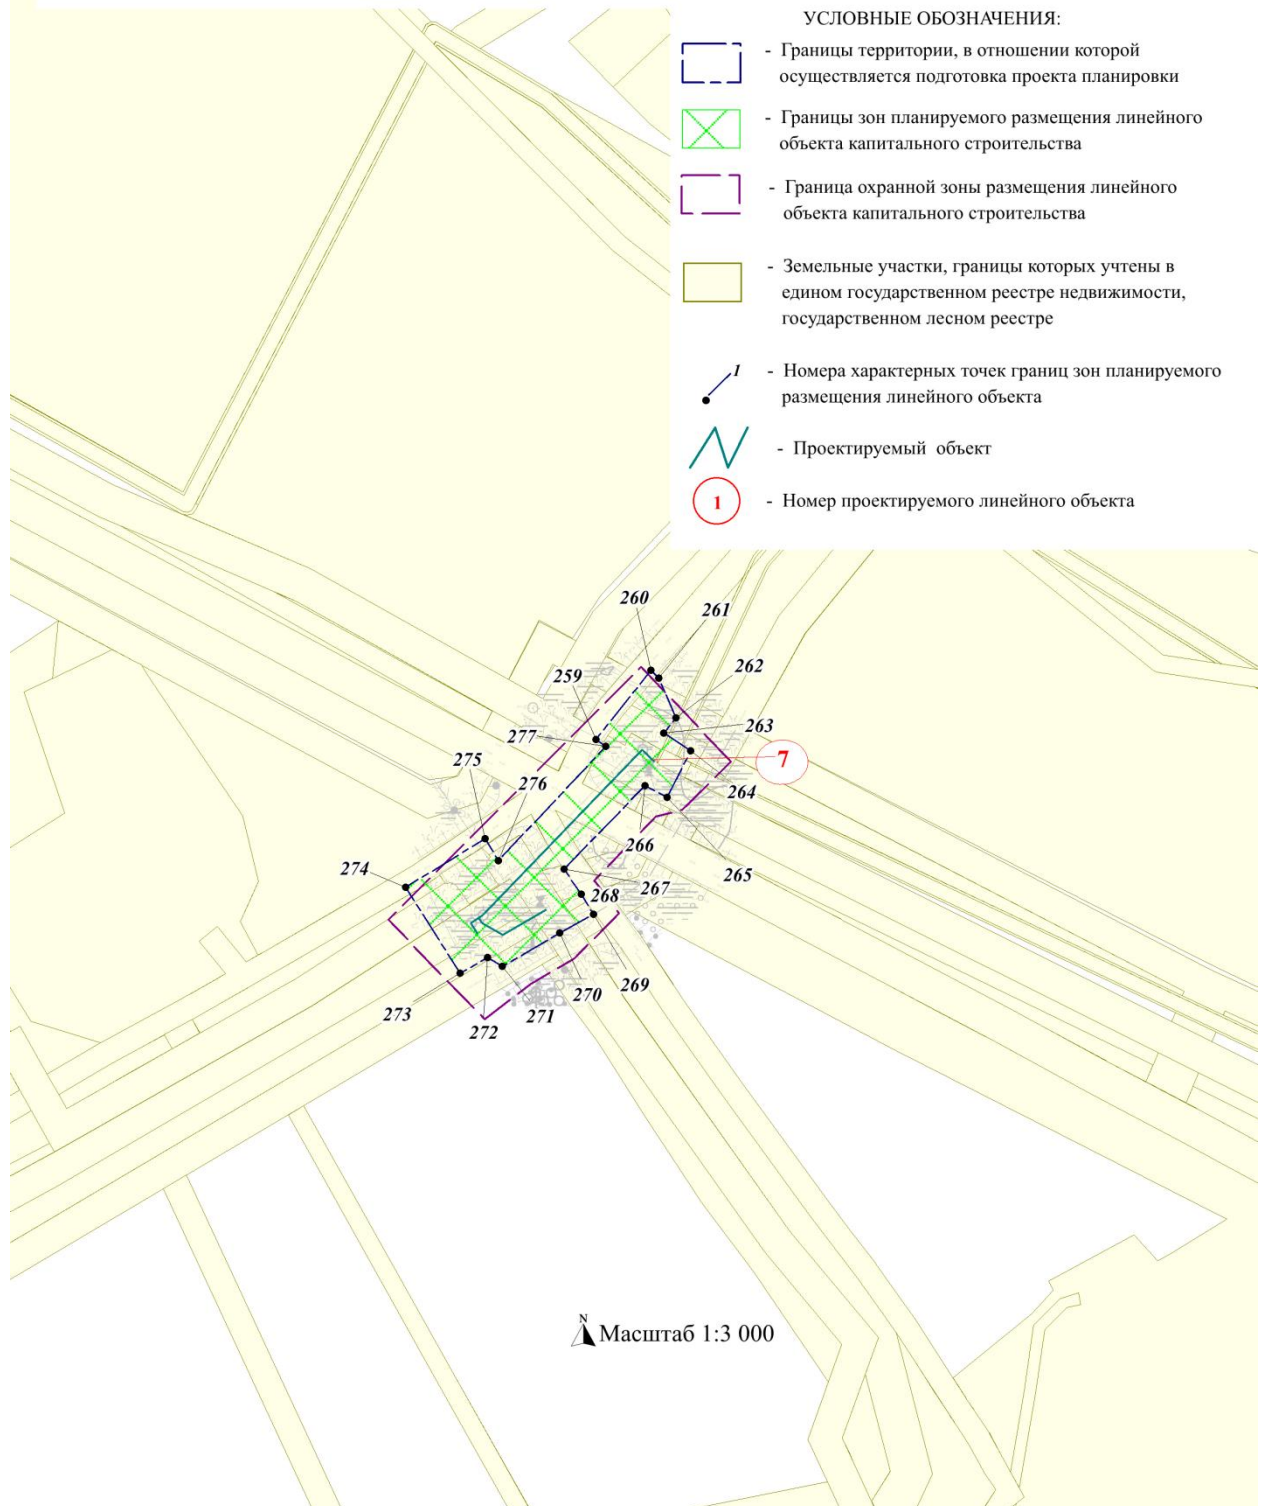 УСЛОВНЫЕ ОБОЗНАЧЕНИЯ:
- Границы территории, в отношении которой
осуществляется подготовка проекта планировки
- Границы зон планируемого размещения линейного
объекта капитального строительства
- Граница охранной зоны размещения линейного
объекта капитального строительства
- Земельные участки, границы которых учтены в
едином государственном реестре недвижимости,
государственном лесном реестре
1 - Номера характерных точек границ зон планируемого
размещения линейного объекта
- Проектируемый объект
1 - Номер проектируемого линейного объекта
260
261
262
259
263
277
7
275
276
264
266
274
265
267
268
269
270
273
271
272
N
Масштаб 1:3 000